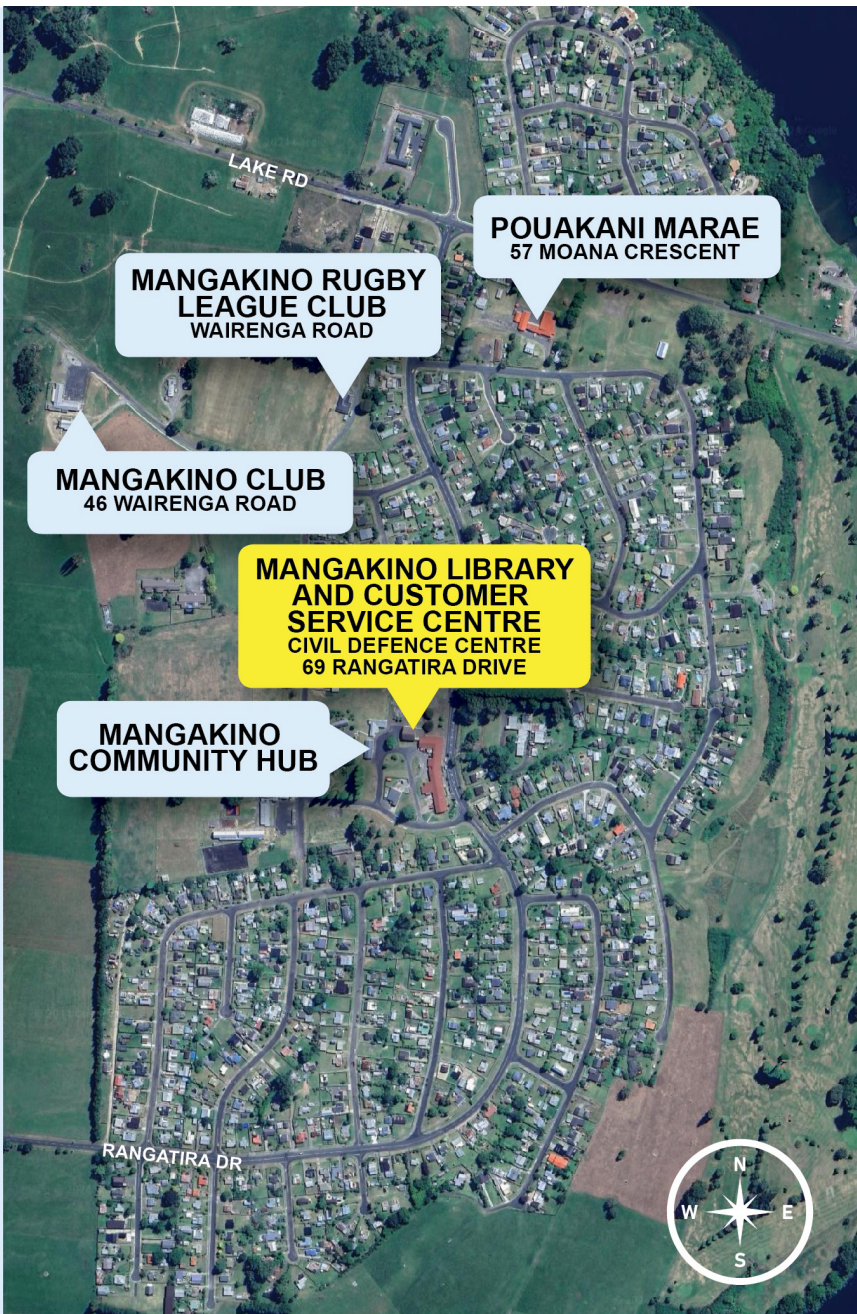 LAKE RD
POUAKANI MARAE
57 MOANA CRESCENT
MANGAKINO RUGBY
LEAGUE CLUB
WAIRENGA ROAD
MANGAKINO CLUB
46 WAIRENGA ROAD
MANGAKINO LIBRARY
AND CUSTOMER
SERVICE CENTRE
CIVIL DEFENCE CENTRE
69 RANGATIRA DRIVE
MANGAKINO
COMMUNITY HUB
RANGATIRA DR
N
W E
S